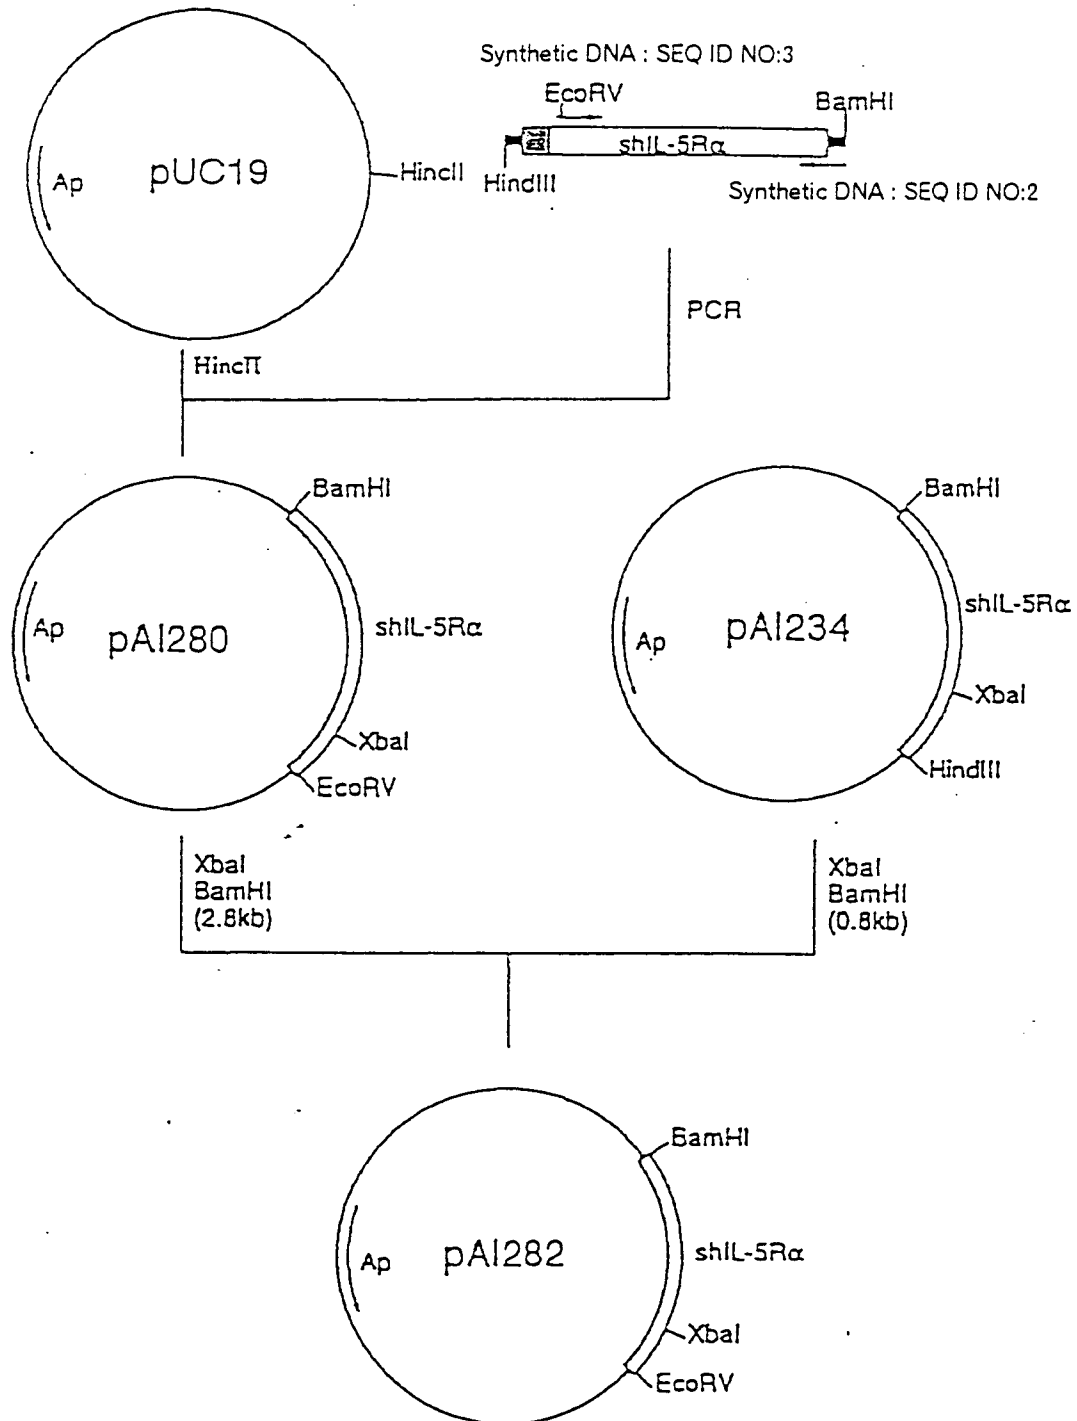 Synthetic DNA : SEQ ID NO:3
EcoRV
BamHI
shIL-5Rα
HindIII
Synthetic DNA : SEQ ID NO:2
Ap
pUC19
HincII
PCR
HincII
BamHI
Ap
pAI280
shIL-5Rα
XbaI
EcoRV
BamHI
Ap
pAI234
shIL-5Rα
XbaI
HindIII
XbaI
BamHI
(2.8kb)
XbaI
BamHI
(0.8kb)
BamHI
Ap
pAI282
shIL-5Rα
XbaI
EcoRV